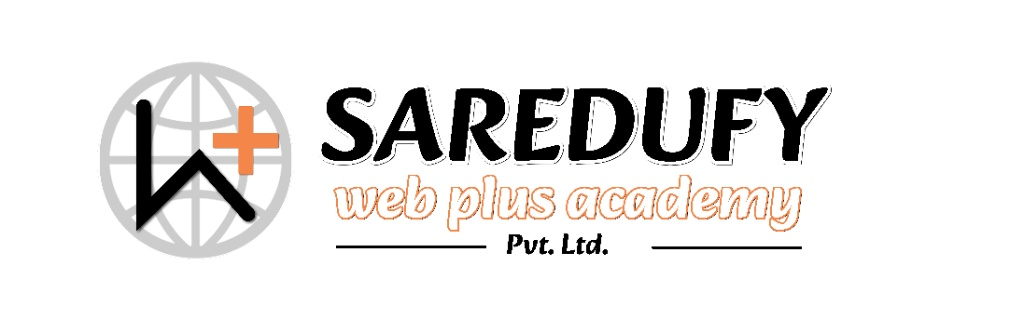 W+
SAREDUFY
web plus academy
Pvt. Ltd.